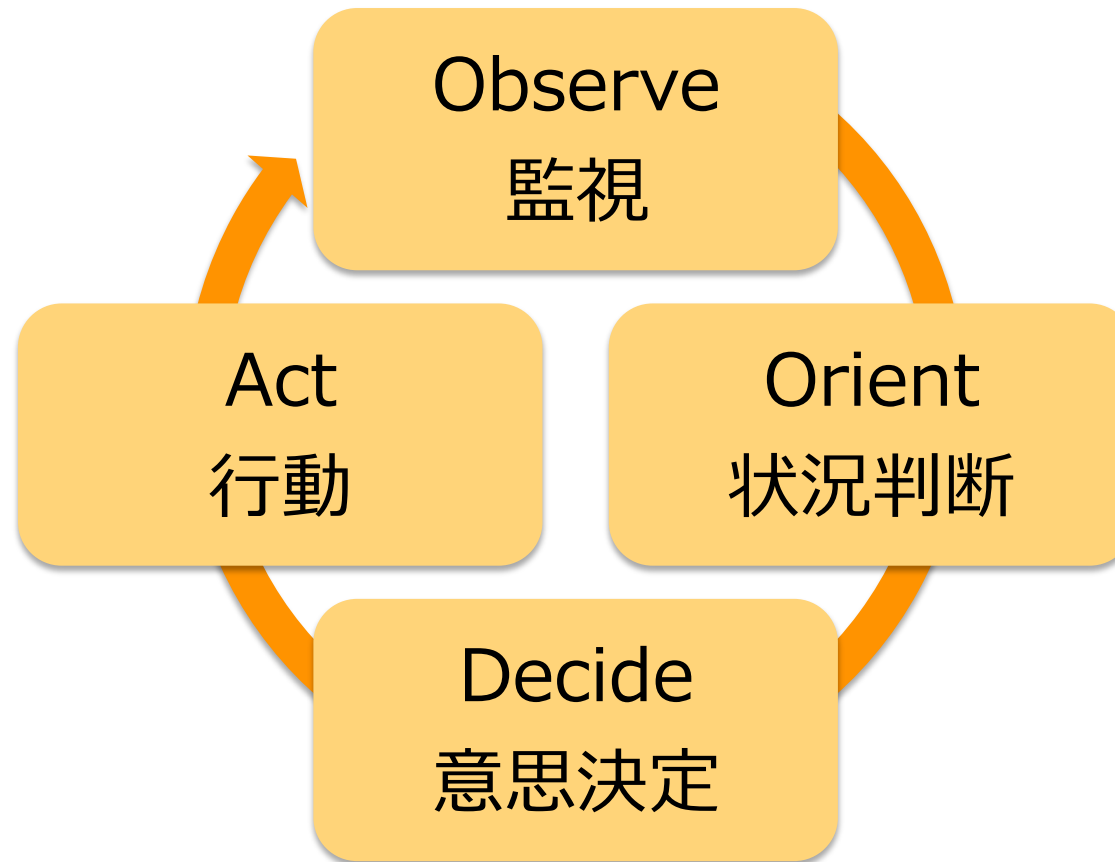 Observe
監視
Orient
状況判断
Decide
意思決定
Act
行動